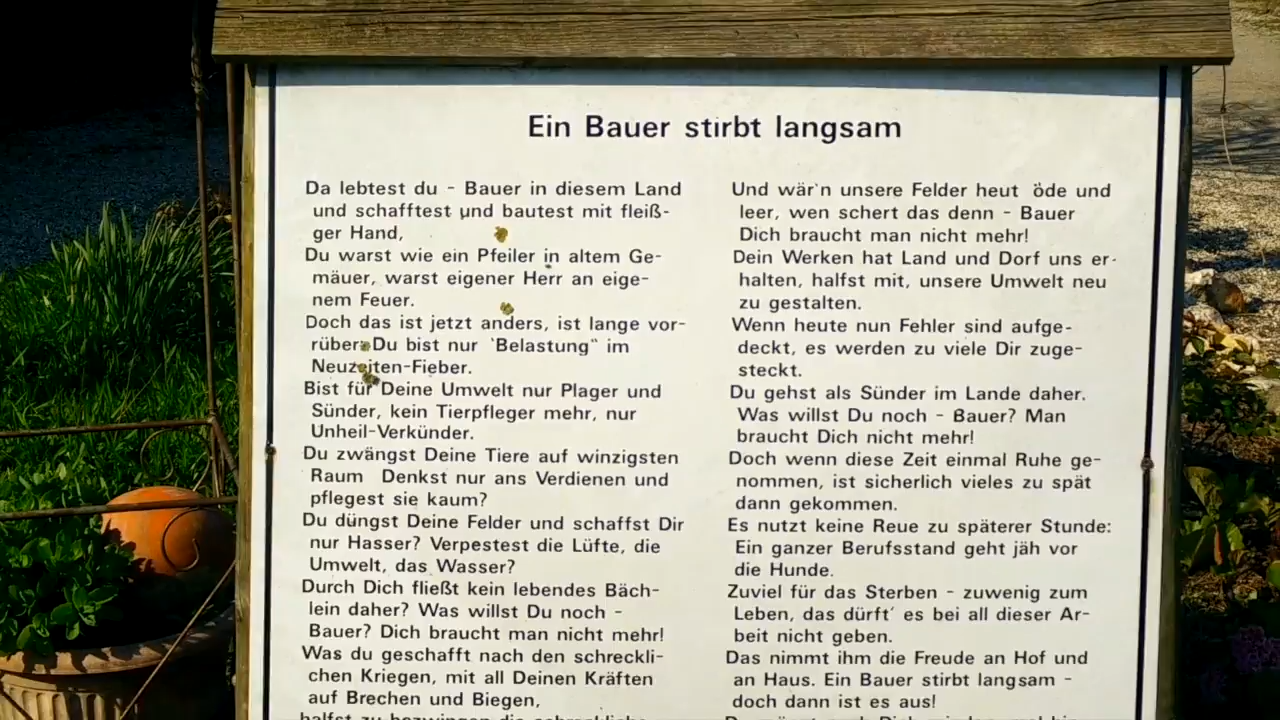 Ein Bauer stirbt langsam
Da lebtest du - Bauer in diesem Land
und schafftest und bautest mit fleiß-
ger Hand,
Du warst wie ein Pfeiler in altem Ge-
mäuer, warst eigener Herr an eige-
nem Feuer.
Doch das ist jetzt anders, ist lange vor-
rüber: Du bist nur `Belastung" im
Neuzeiten-Fieber.
Bist für Deine Umwelt nur Plager und
Sünder, kein Tierpfleger mehr, nur
Unheil-Verkünder.
Du zwängst Deine Tiere auf winzigsten
Raum Denkst nur ans Verdienen und
pflegest sie kaum?
Du düngst Deine Felder und schaffst Dir
nur Hasser? Verpestest die Lüfte, die
Umwelt, das Wasser?
Durch Dich fließt kein lebendes Bäch-
lein daher? Was willst Du noch -
Bauer? Dich braucht man nicht mehr!
Was du geschafft nach den schreckli-
chen Kriegen, mit all Deinen Kräften
auf Brechen und Biegen,
halfst zu bezwingen die schreckliche
Und wär`n unsere Felder heut öde und
leer, wen schert das denn - Bauer
Dich braucht man nicht mehr!
Dein Werken hat Land und Dorf uns er-
halten, halfst mit, unsere Umwelt neu
zu gestalten.
Wenn heute nun Fehler sind aufge-
deckt, es werden zu viele Dir zuge-
steckt.
Du gehst als Sünder im Lande daher.
Was willst Du noch - Bauer? Man
braucht Dich nicht mehr!
Doch wenn diese Zeit einmal Ruhe ge-
nommen, ist sicherlich vieles zu spät
dann gekommen.
Es nutzt keine Reue zu späterer Stunde:
Ein ganzer Berufsstand geht jäh vor
die Hunde.
Zuviel für das Sterben - zuwenig zum
Leben, das dürft´ es bei all dieser Ar-
beit nicht geben.
Das nimmt ihm die Freude an Hof und
an Haus. Ein Bauer stirbt langsam -
doch dann ist es aus!